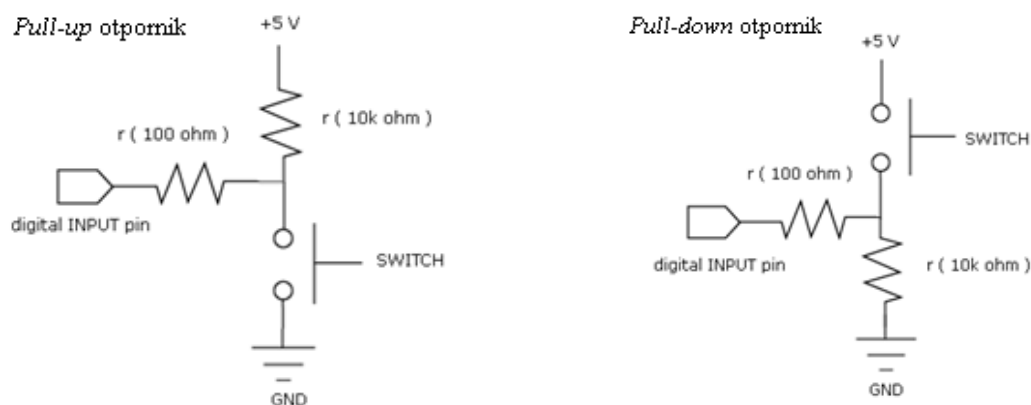 Pull-up otpornik
+5 V
r ( 10k ohm )
r ( 100 ohm )
digital INPUT pin
SWITCH
GND
Pull-down otpornik
+5 V
SWITCH
r ( 100 ohm )
digital INPUT pin
r ( 10k ohm )
GND